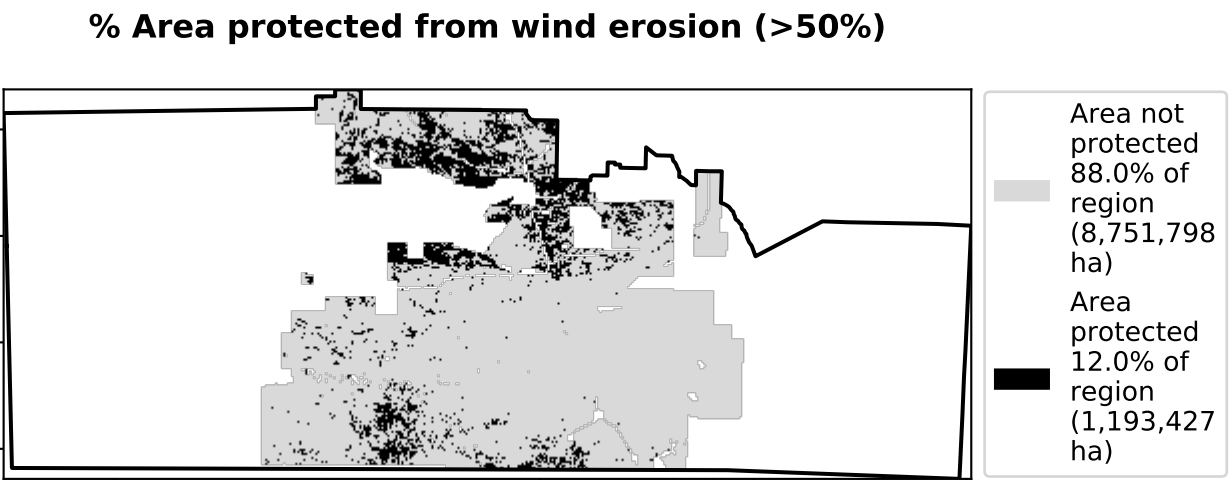 % Area protected from wind erosion (>50%)
Area not
protected
88.0% of
region
(8,751,798
ha)
Area
protected
12.0% of
region
(1,193,427
ha)